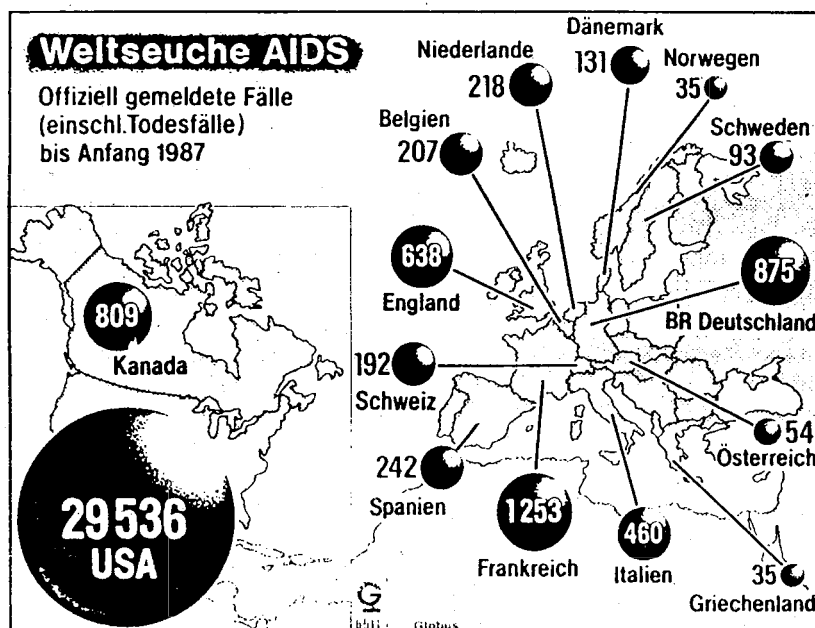 Weltseuche AIDS
Offiziell gemeldete Fälle
(einschl.Todesfälle)
bis Anfang 1987
Dänemark
131
Niederlande
218
Norwegen
35
Belgien
207
Schweden
93
638
England
875
BR Deutschland
809
Kanada
192
Schweiz
54
Österreich
242
Spanien
29 536
USA
1253
Frankreich
460
Italien
35
Griechenland
Globus